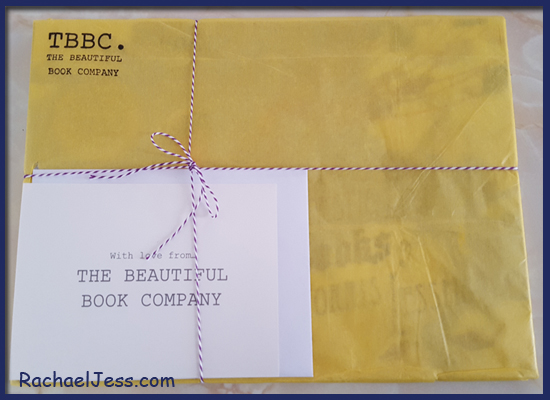 TBBC.
THE BEAUTIFUL
BOOK COMPANY
With love from…
THE BEAUTIFUL
BOOK COMPANY
RachaelJess.com